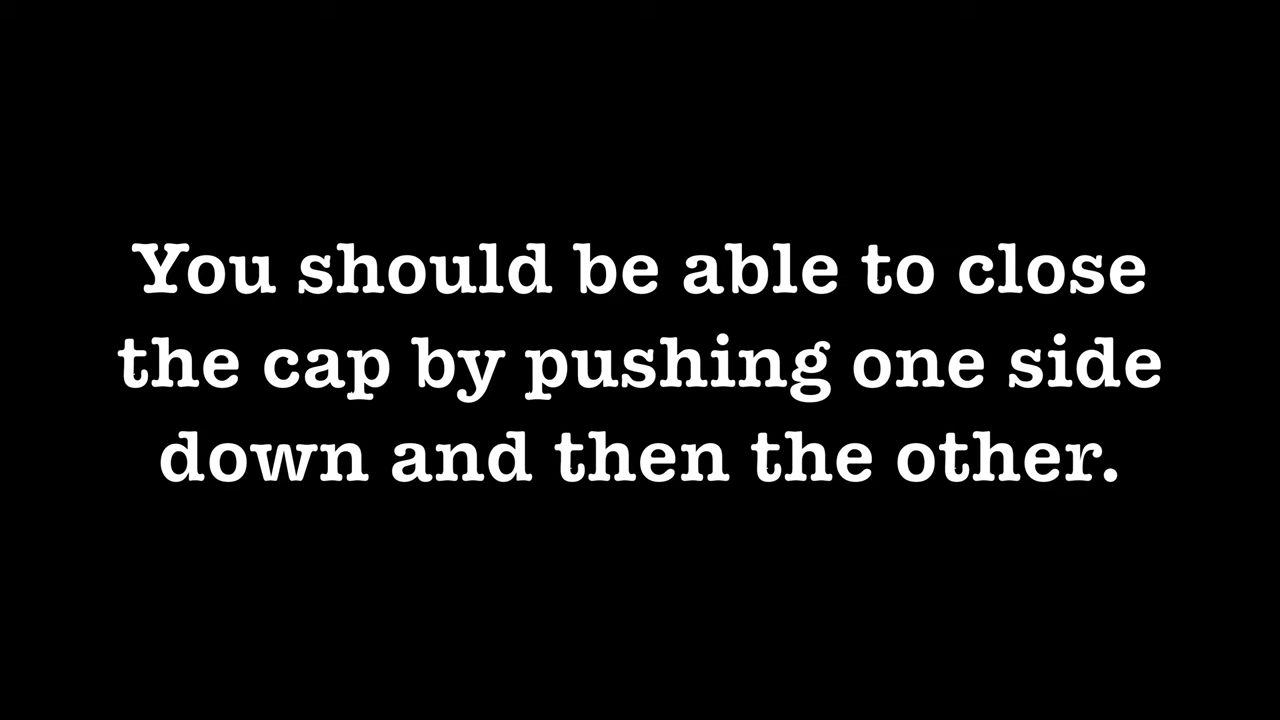 You should be able to close
the cap by pushing one side
down and then the other.